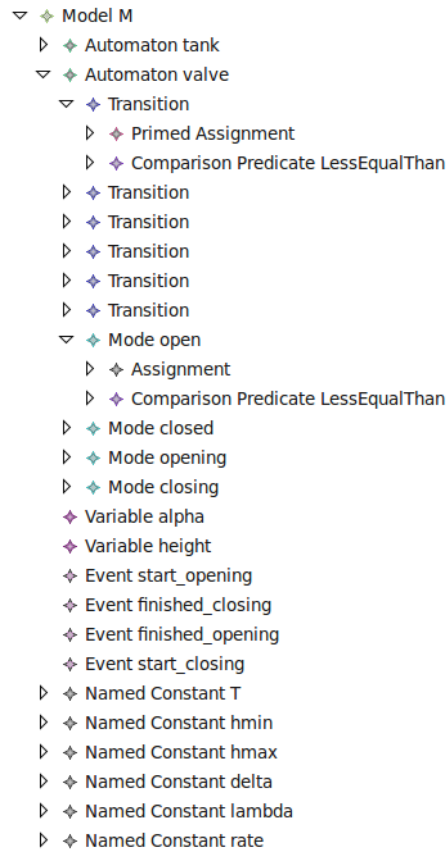 Model M
Automaton tank
Automaton valve
Transition
Primed Assignment
Comparison Predicate LessEqualThan
Transition
Transition
Transition
Transition
Transition
Mode open
Assignment
Comparison Predicate LessEqualThan
Mode closed
Mode opening
Mode closing
Variable alpha
Variable height
Event start_opening
Event finished_closing
Event finished_opening
Event start_closing
Named Constant T
Named Constant hmin
Named Constant hmax
Named Constant delta
Named Constant lambda
Named Constant rate